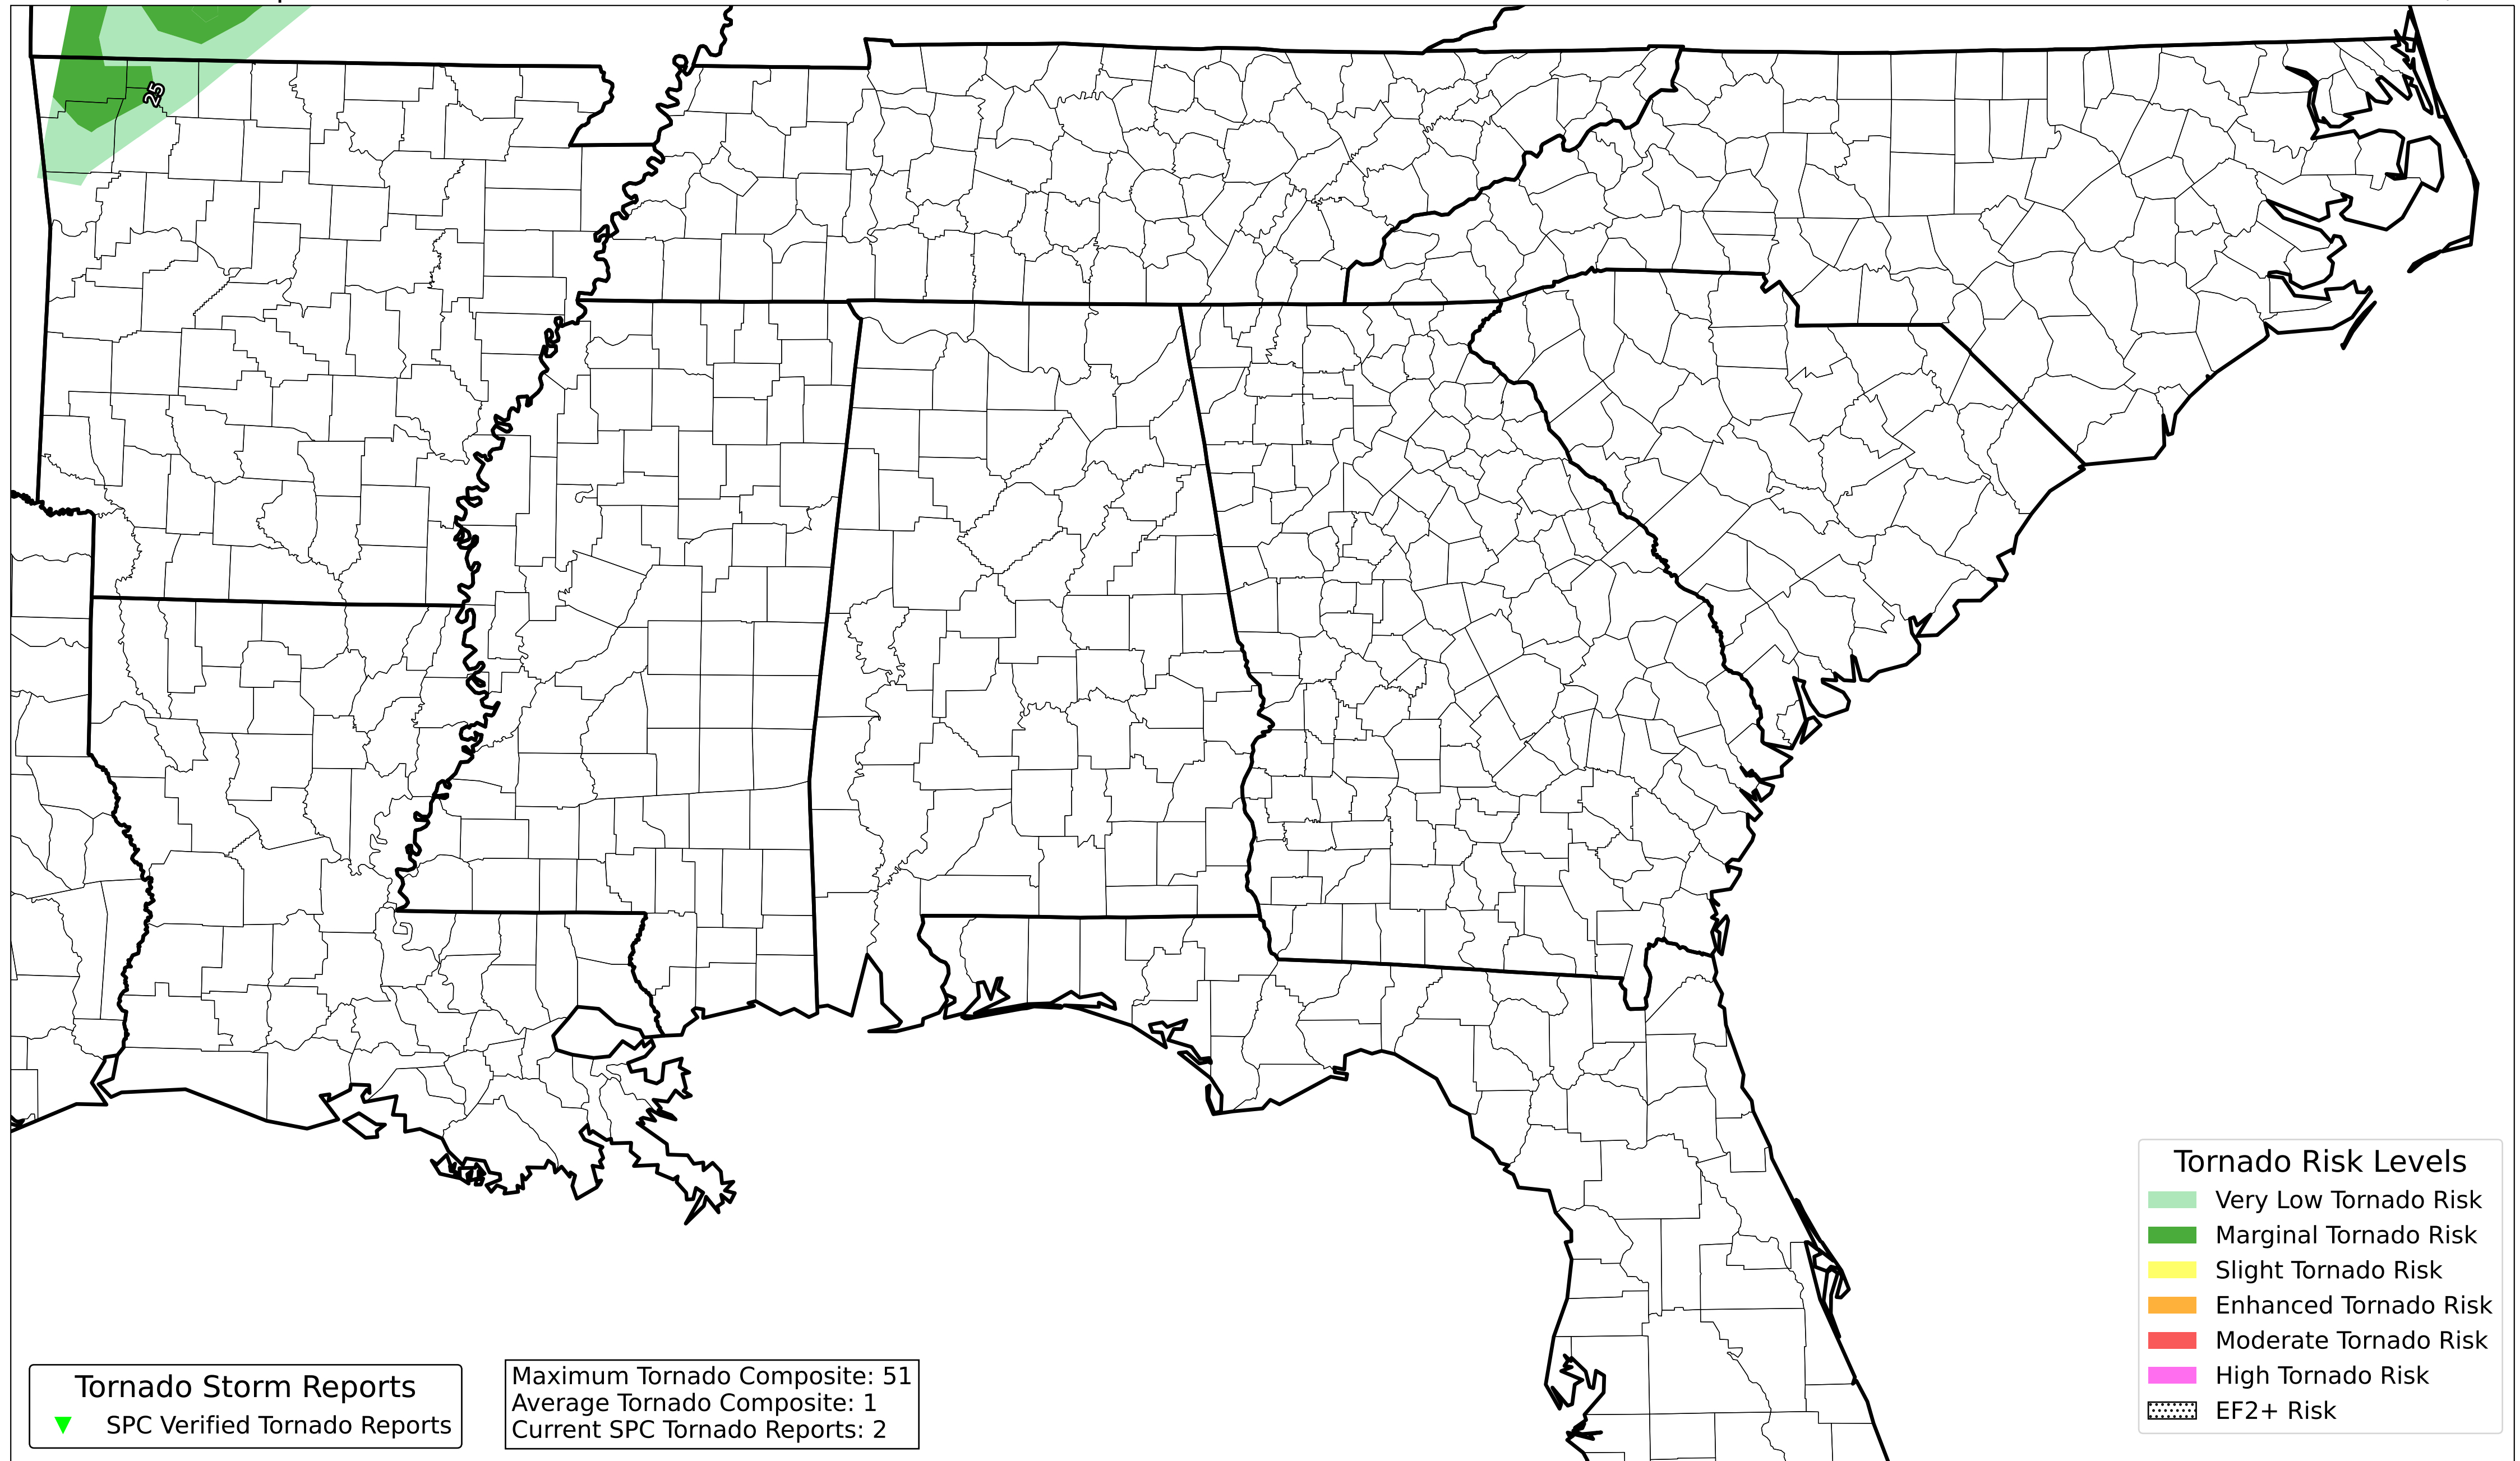 25
Tornado Risk Levels
Very Low Tornado Risk
Marginal Tornado Risk
Slight Tornado Risk
Enhanced Tornado Risk
Moderate Tornado Risk
High Tornado Risk
EF2+ Risk
Tornado Storm Reports
SPC Verified Tornado Reports
Maximum Tornado Composite: 51
Average Tornado Composite: 1
Current SPC Tornado Reports: 2